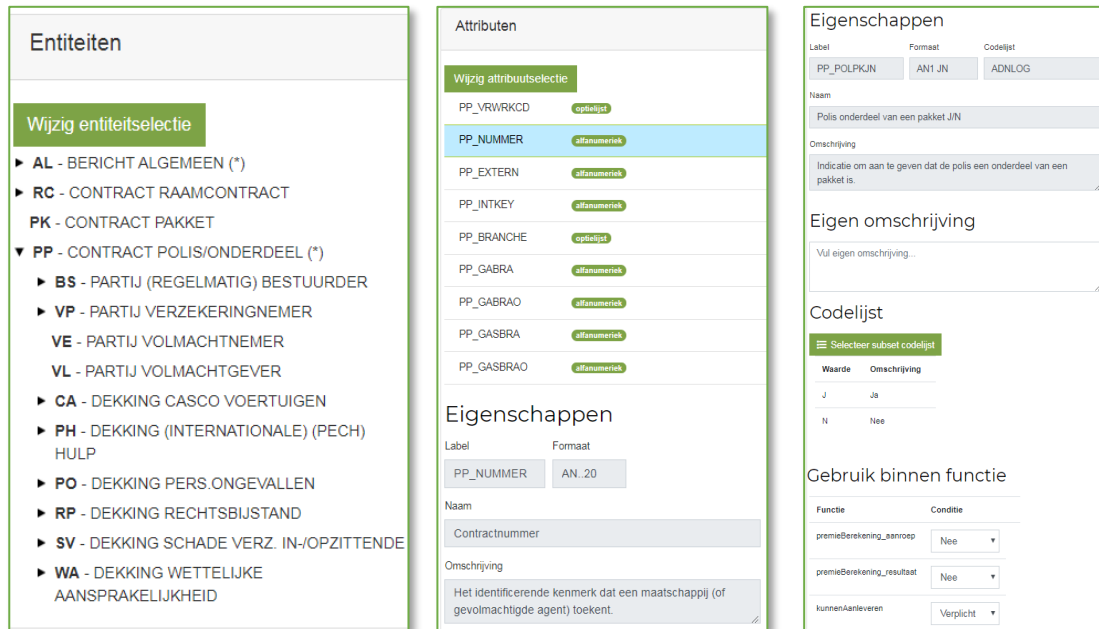 Entiteiten
Wijzig entiteitselectie
AL - BERICHT ALGEMEEN (*)
RC - CONTRACT RAAMCONTRACT
PK - CONTRACT PAKKET
PP - CONTRACT POLIS/ONDERDEEL (*)
BS - PARTIJ (REGELMATIG) BESTUURDER
VP - PARTIJ VERZEKERINGNEMER
VE - PARTIJ VOLMACHTNEMER
VL - PARTIJ VOLMACHTGEVER
CA - DEKKING CASCO VOERTUIGEN
PH - DEKKING (INTERNATIONALE) (PECH)
HULP
PO - DEKKING PERS.ONGEVALLEN
RP - DEKKING RECHTSBIJSTAND
SV - DEKKING SCHADE VERZ. IN-/OPZITTENDE
WA - DEKKING WETTELIJKE
AANSPRAKELIJKHEID
Attributen
Wijzig attribuutselectie
PP_VRWRKCD optielijst
PP_NUMMER alfanumeriek
PP_EXTERN alfanumeriek
PP_INTKEY alfanumeriek
PP_BRANCHE optielijst
PP_GABRA alfanumeriek
PP_GABRAO alfanumeriek
PP_GASBRA alfanumeriek
PP_GASBRAO alfanumeriek
Eigenschappen
Label Formaat
PP_NUMMER AN..20
Naam
Contractnummer
Omschrijving
Het identificerende kenmerk dat een maatschappij (of
gevolmachtigde agent) toekent.
Eigenschappen
Label Formaat Codelijst
PP_POLPKJN AN1 JN ADNLOG
Naam
Polis onderdeel van een pakket J/N
Omschrijving
Indicatie om aan te geven dat de polis een onderdeel van een
pakket is.
Eigen omschrijving
Vul eigen omschrijving...
Codelijst
Selecteer subset codelijst
Waarde Omschrijving
J Ja
N Nee
Gebruik binnen functie
Functie Conditie
premieBerekening_aanroep Nee
premieBerekening_resultaat Nee
kunnenAanleveren Verplicht